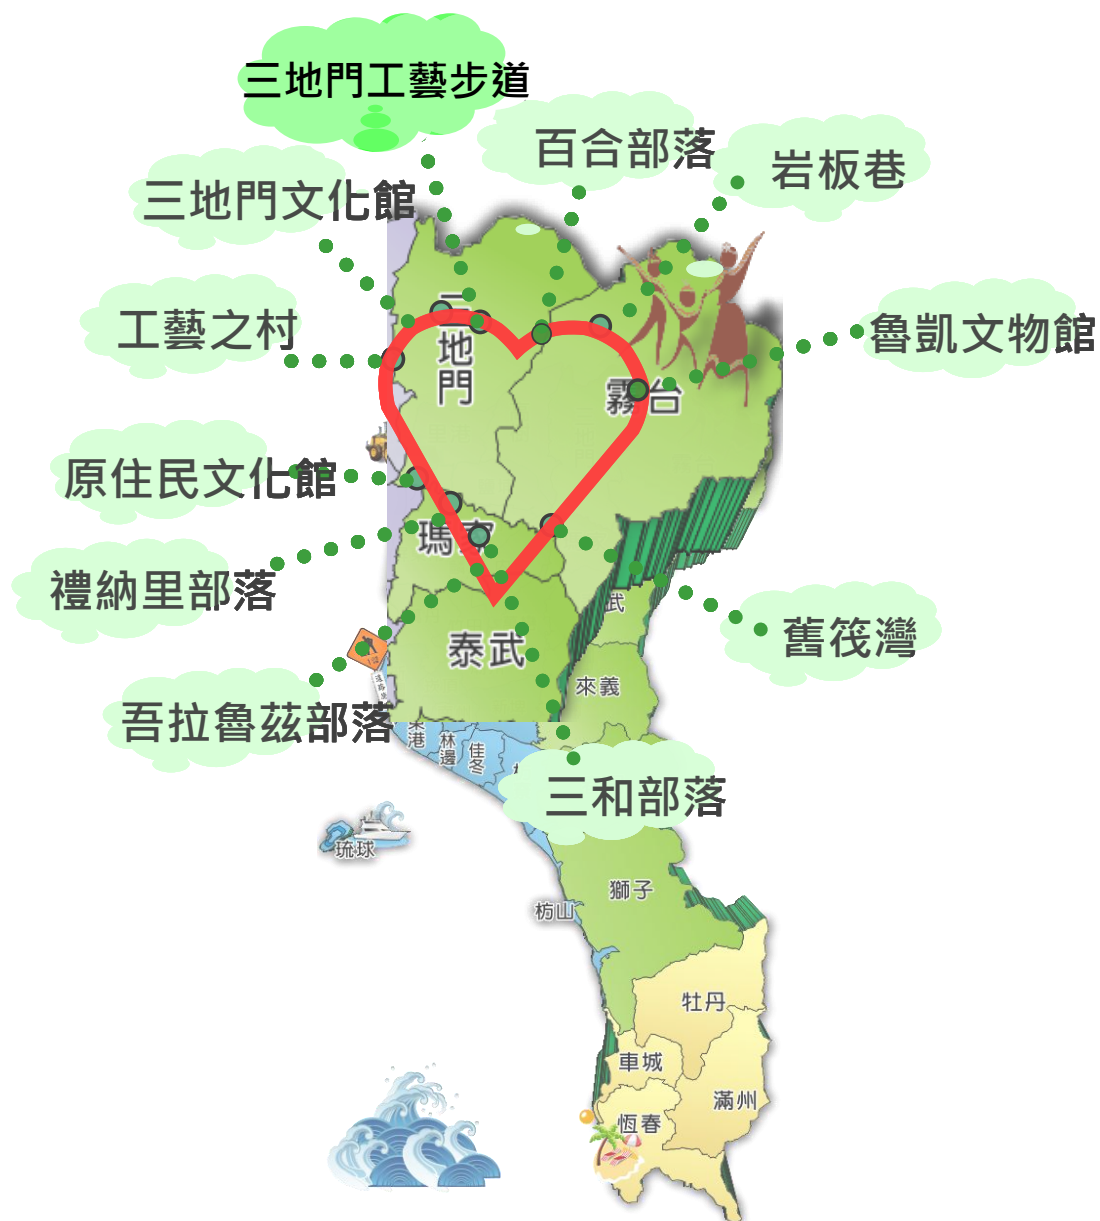 三地門工藝步道
百合部落
岩板巷
三地門文化館
工藝之村
魯凱文物館
三地門
霧台
原住民文化館
瑪家
禮納里部落
武
舊筏灣
泰武
來義
吾拉魯茲部落
林邊
佳冬
三和部落
琉球
獅子
枋山
牡丹
車城
滿州
恆春